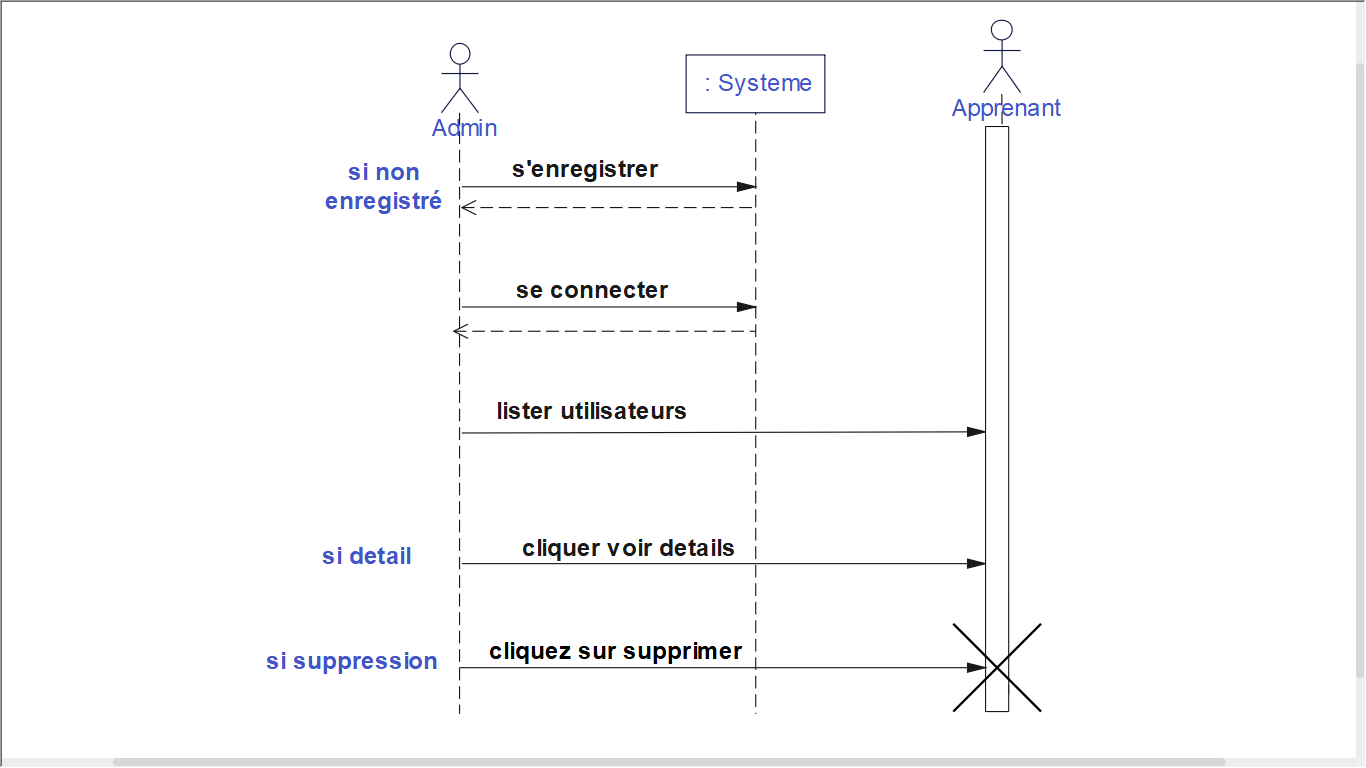 : Systeme
Apprenant
Admin
si non
enregistré
s'enregistrer
se connecter
lister utilisateurs
si detail
cliquer voir details
si suppression
cliquez sur supprimer